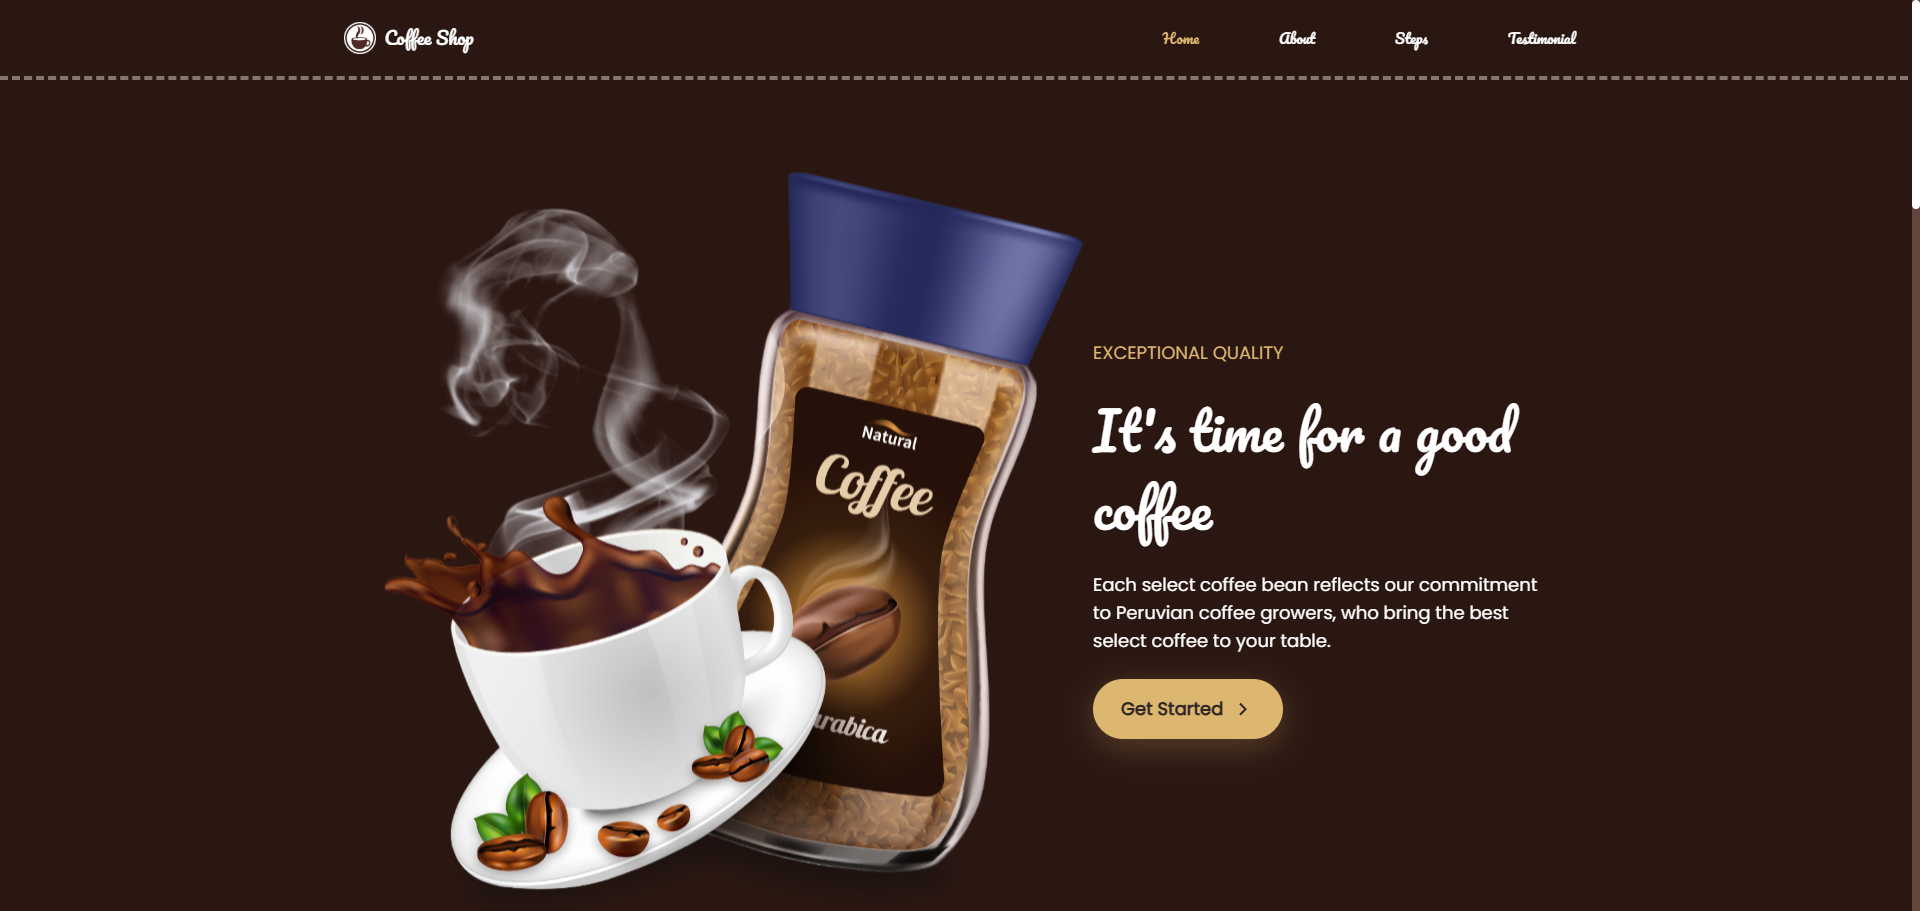 Coffee Shop
Home
About
Steps
Testimonial
Natural
Coffee
arabica
EXCEPTIONAL QUALITY
It's time for a good
coffee
Each select coffee bean reflects our commitment
to Peruvian coffee growers, who bring the best
select coffee to your table.
Get Started